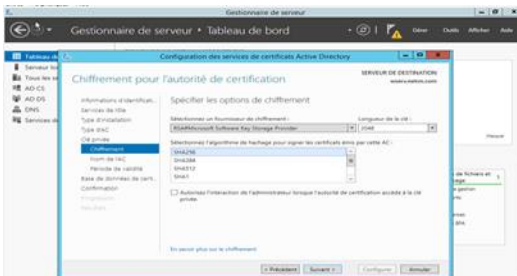 Gestionnaire de serveur
Gestionnaire de serveur • Tableau de bord
Gérer Outils Afficher Aide
Tableau de
Serveur lo
Tous les se
AD CS
AD DS
DNS
Services de
Configuration des services de certificats Active Directory
Chiffrement pour l'autorité de certification
SERVEUR DE DESTINATION
Informations d'identificati...
Services de rôle
Type d'installation
Type d'AC
Clé privée
Chiffrement
Nom de l'AC
Période de validité
Base de données de certi...
Confirmation
Progression
Résultats
Spécifier les options de chiffrement
Sélectionnez un fournisseur de chiffrement :
Longueur de la clé :
RSA#Microsoft Software Key Storage Provider
2048
Sélectionnez l'algorithme de hachage pour signer les certificats émis par cette AC :
SHA256
SHA384
SHA512
SHA1
Autorisez l'interaction de l'administrateur lorsque l'autorité de certification accède à la clé
privée.
En savoir plus sur le chiffrement
< Précédent
Suivant >
Configurer
Annuler
Masquer
de fichiers et
1